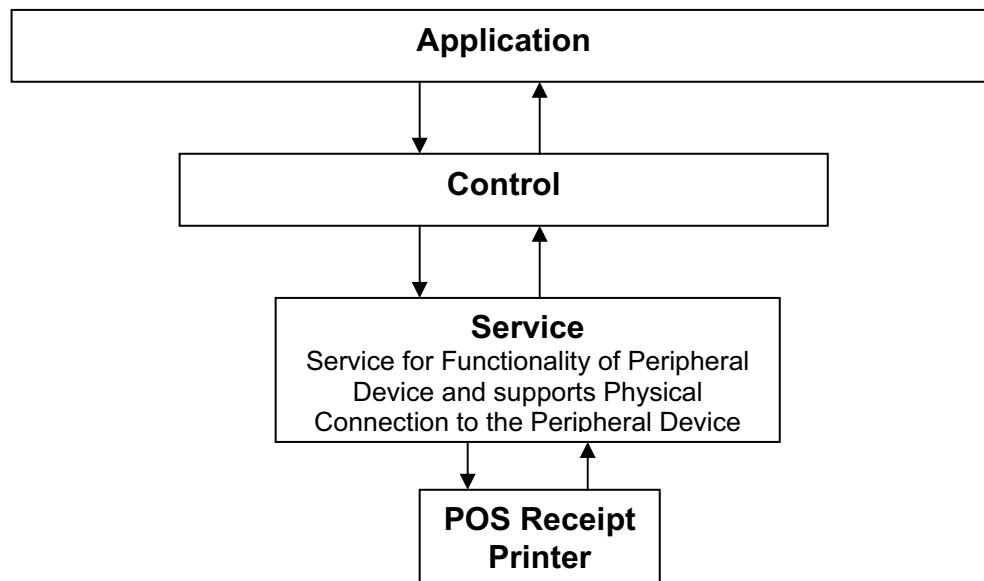 Application
Control
Service
Service for Functionality of Peripheral
Device and supports Physical
Connection to the Peripheral Device
POS Receipt
Printer